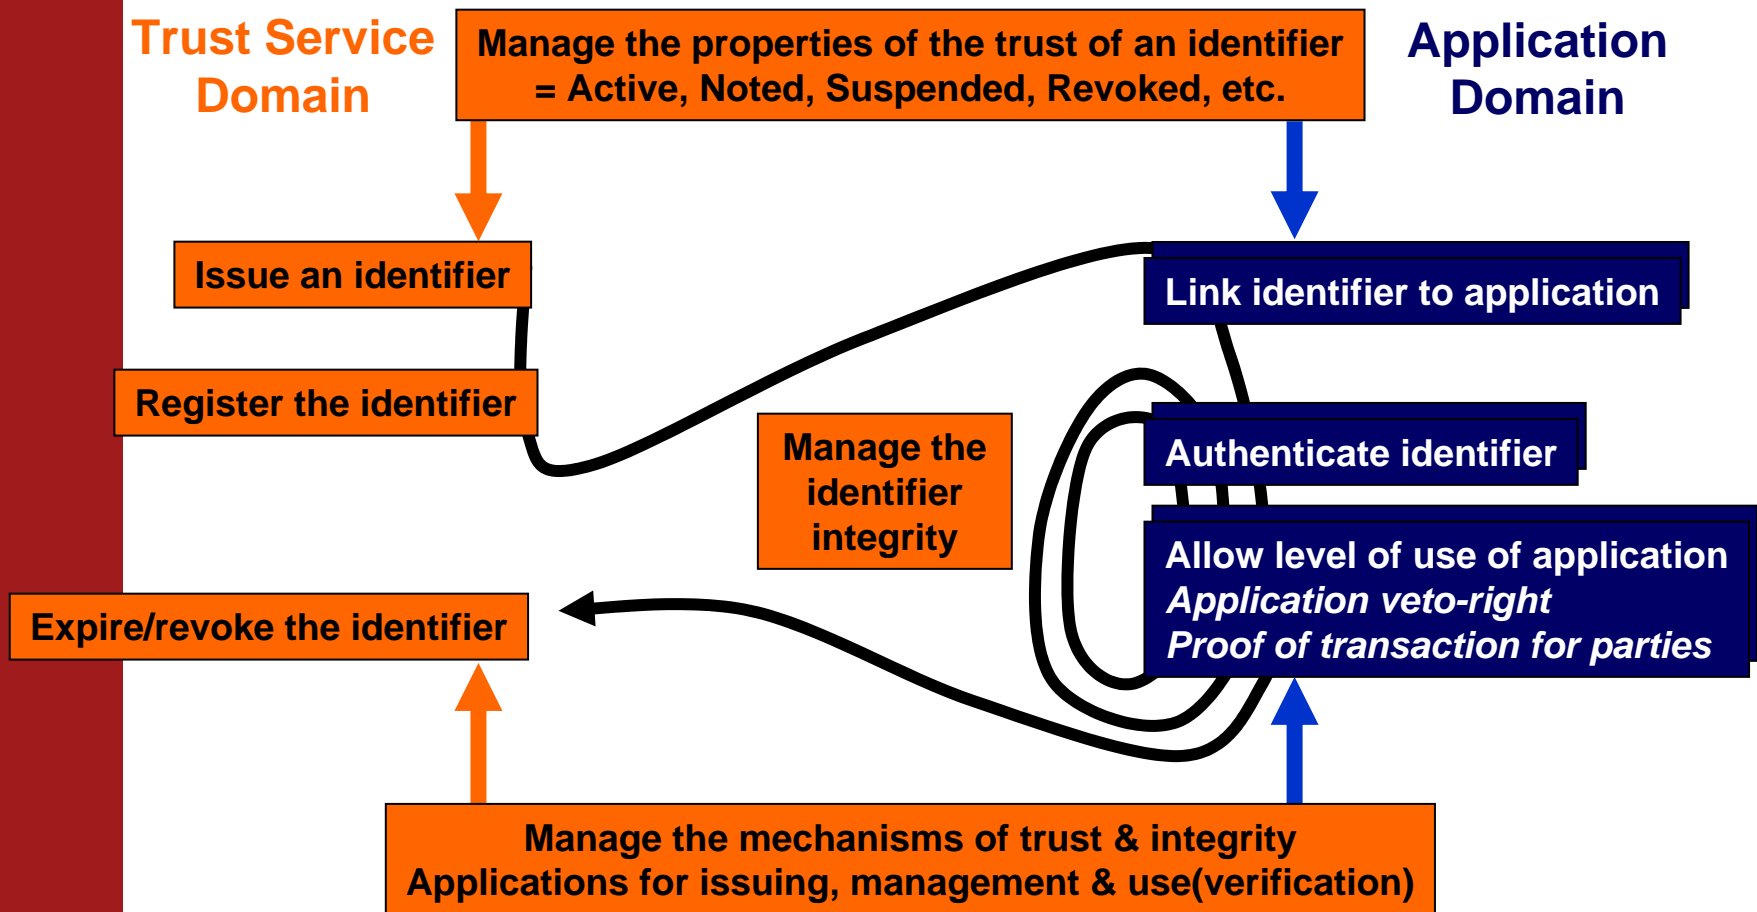 Trust Service
Domain
Manage the properties of the trust of an identifier
= Active, Noted, Suspended, Revoked, etc.
Application
Domain
Issue an identifier
Link identifier to application
Register the identifier
Manage the
identifier
integrity
Authenticate identifier
Allow level of use of application
Application veto-right
Proof of transaction for parties
Expire/revoke the identifier
Manage the mechanisms of trust & integrity
Applications for issuing, management & use(verification)